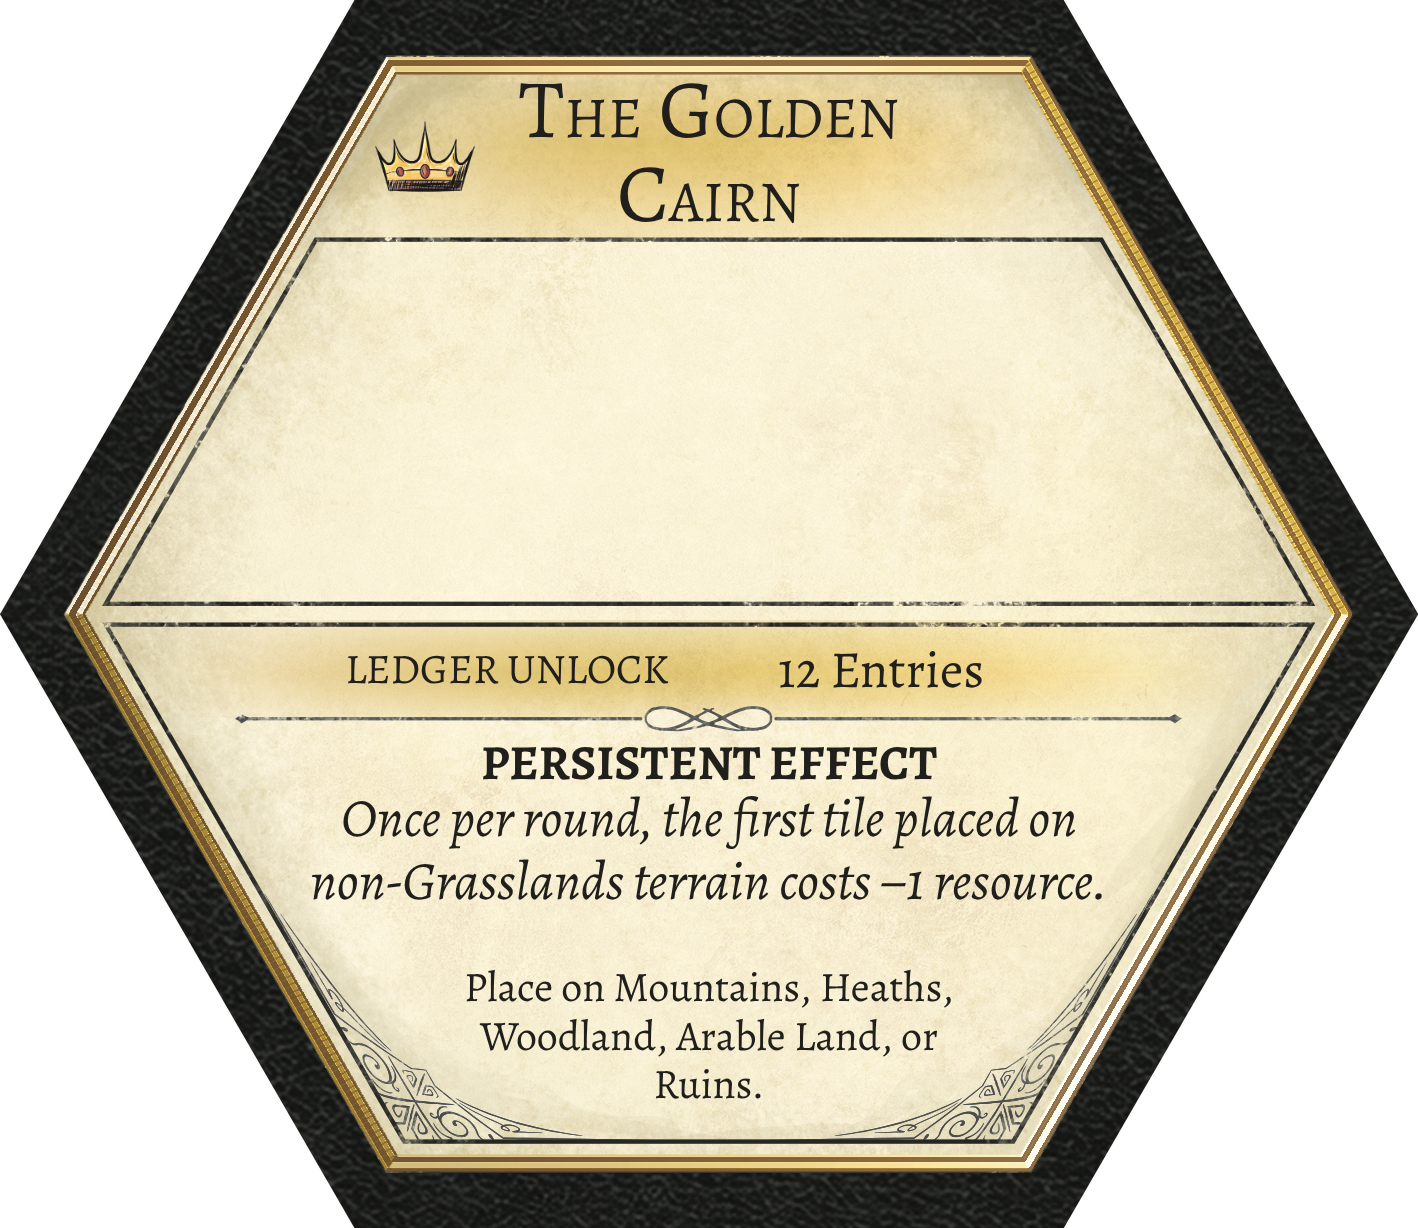 The Golden
Cairn
LEDGER UNLOCK 12 Entries
PERSISTENT EFFECT
Once per round, the first tile placed on
non-Grasslands terrain costs –1 resource.
Place on Mountains, Heaths,
Woodland, Arable Land, or
Ruins.